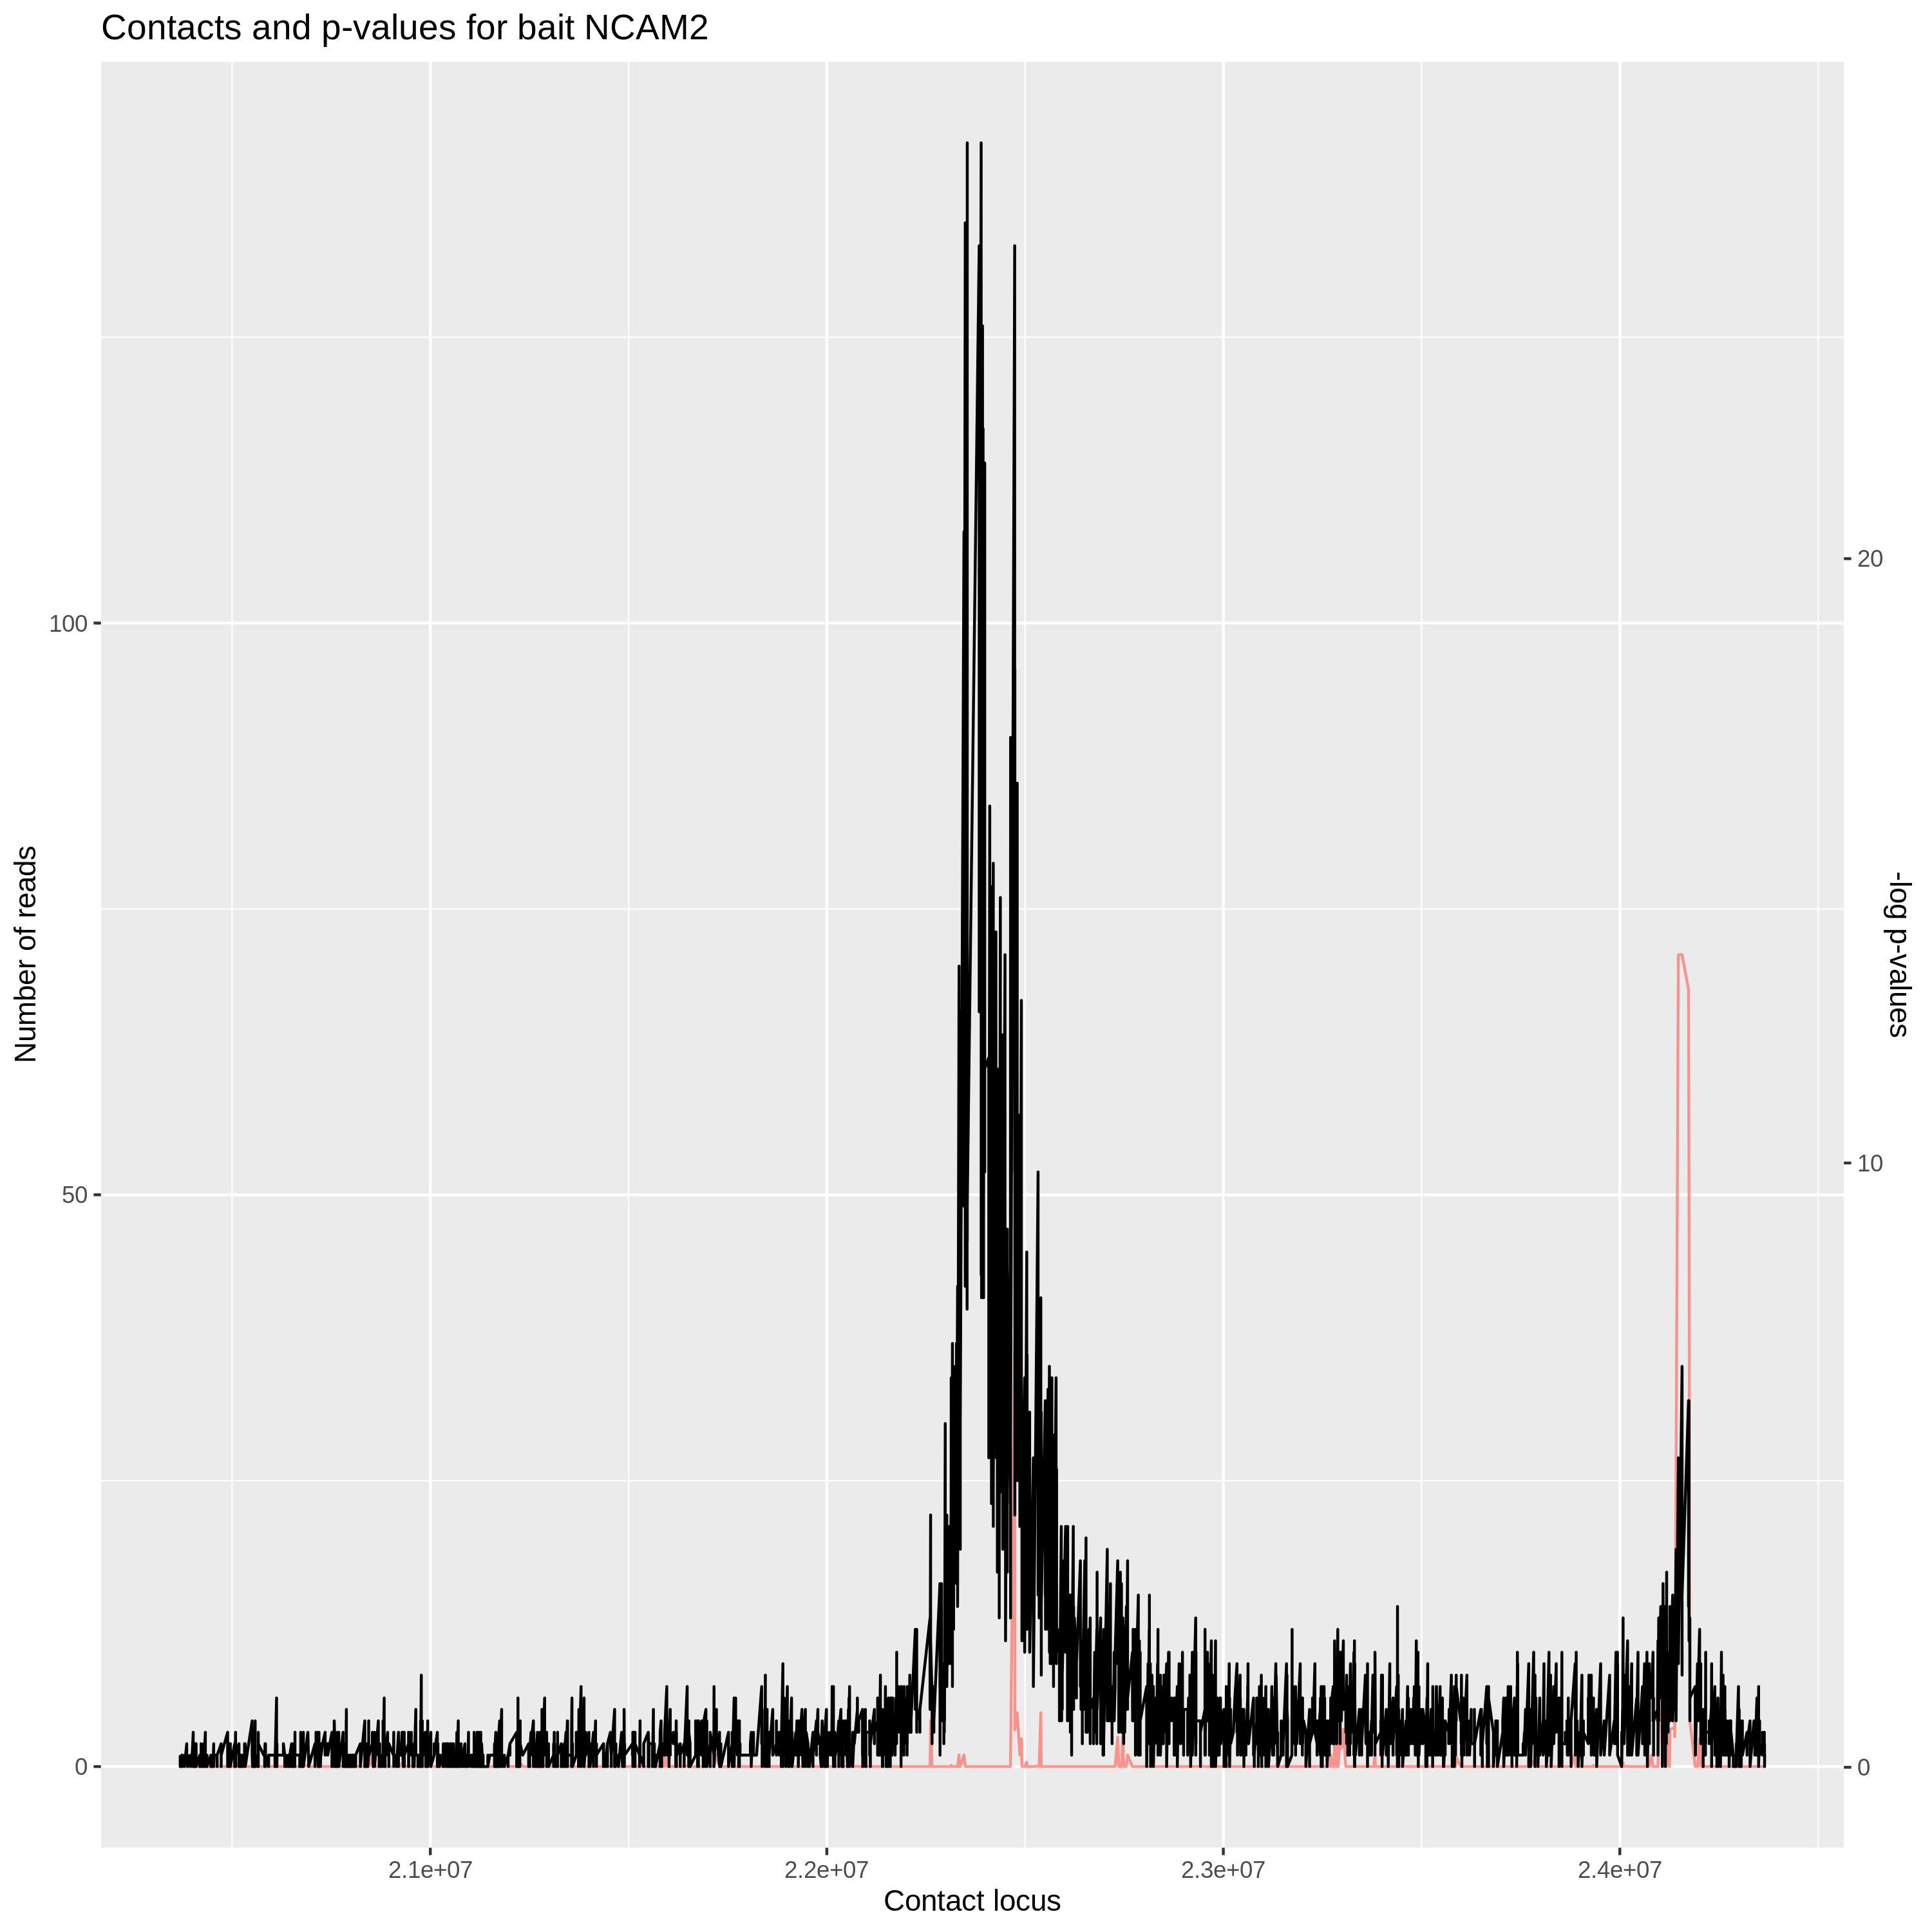 Contacts and p-values for bait NCAM2
Number of reads
100
50
0
20
10
0
-log p-values
2.1e+07
2.2e+07
2.3e+07
2.4e+07
Contact locus